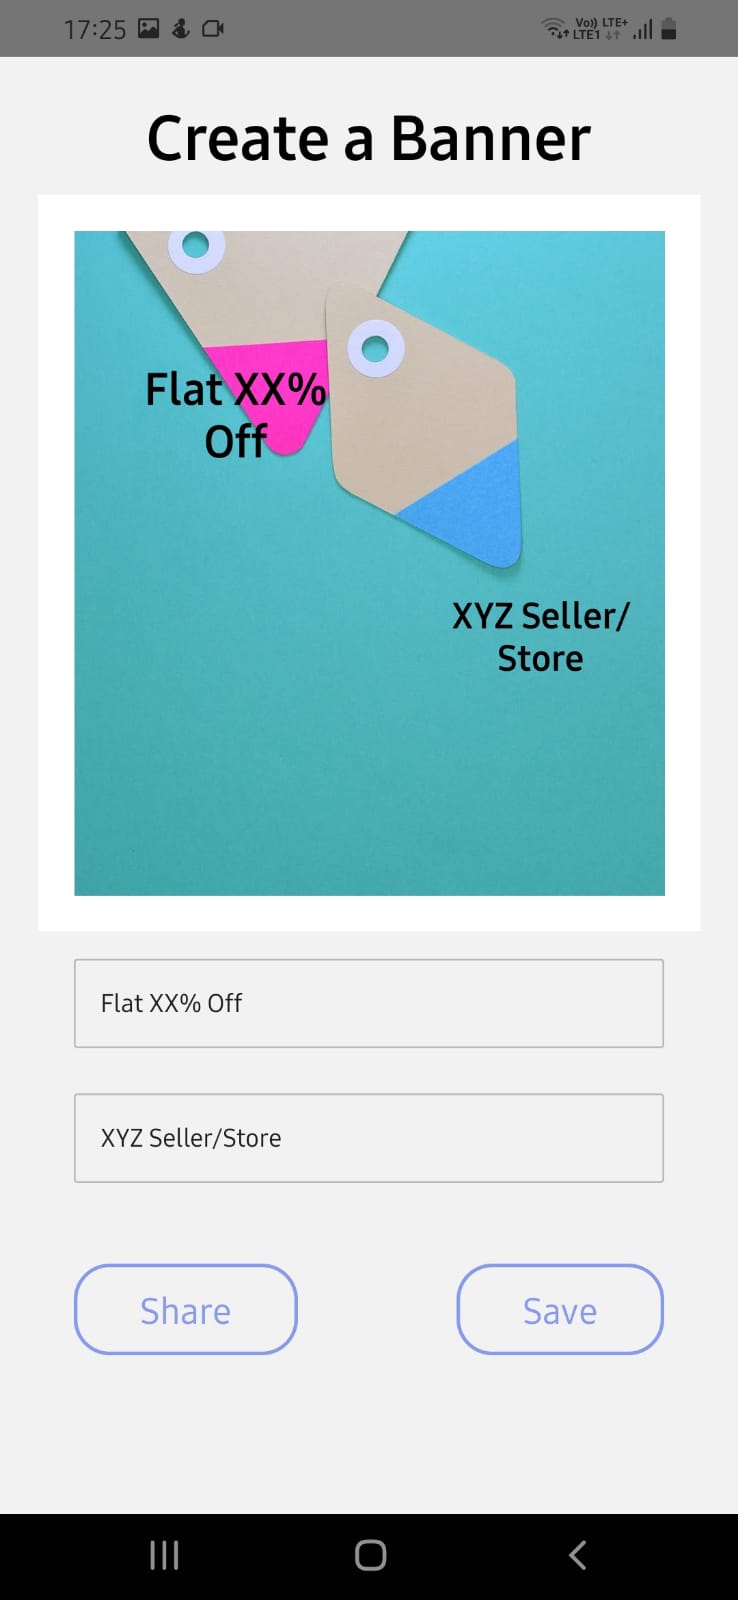 17:25
Vo)) LTE+
LTE1
Create a Banner
Flat XX%
Off
XYZ Seller/
Store
Flat XX% Off
XYZ Seller/Store
Share
Save